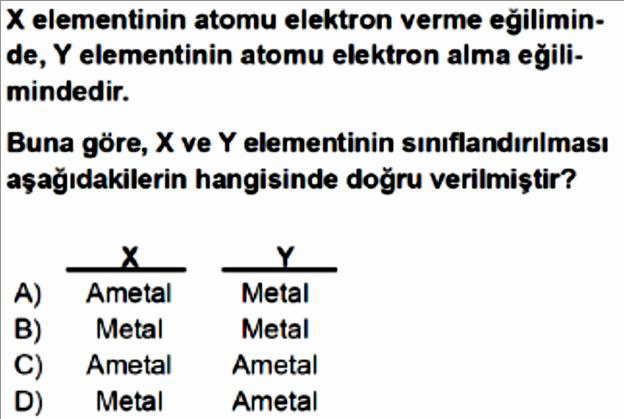 X elementinin atomu elektron verme eğilimin-
de, Y elementinin atomu elektron alma eğili-
mindedir.
Buna göre, X ve Y elementinin sınıflandırılması
aşağıdakilerin hangisinde doğru verilmiştir?
X Y
A) Ametal Metal
B) Metal Metal
C) Ametal Ametal
D) Metal Ametal